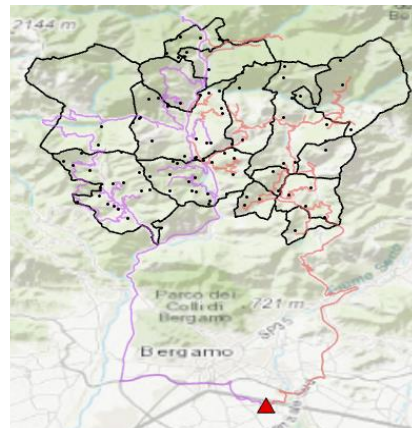 2144 m
Parco dei
Colli di
Bergamo
721 m
Fiume Serio
SP35
Bergamo